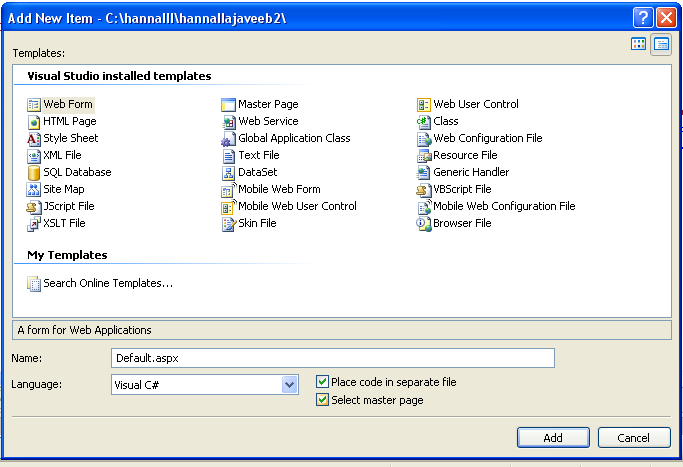 Add New Item - C:\hannalll\hannallajaveeb2\
Templates:
Visual Studio installed templates
Web Form Master Page Web User Control
HTML Page Web Service Class
Style Sheet Global Application Class Web Configuration File
XML File Text File Resource File
SQL Database DataSet Generic Handler
Site Map Mobile Web Form VBScript File
JScript File Mobile Web User Control Mobile Web Configuration File
XSLT File Skin File Browser File
My Templates
Search Online Templates...
A form for Web Applications
Name: Default.aspx
Language: Visual C# Place code in separate file
Select master page
Add Cancel